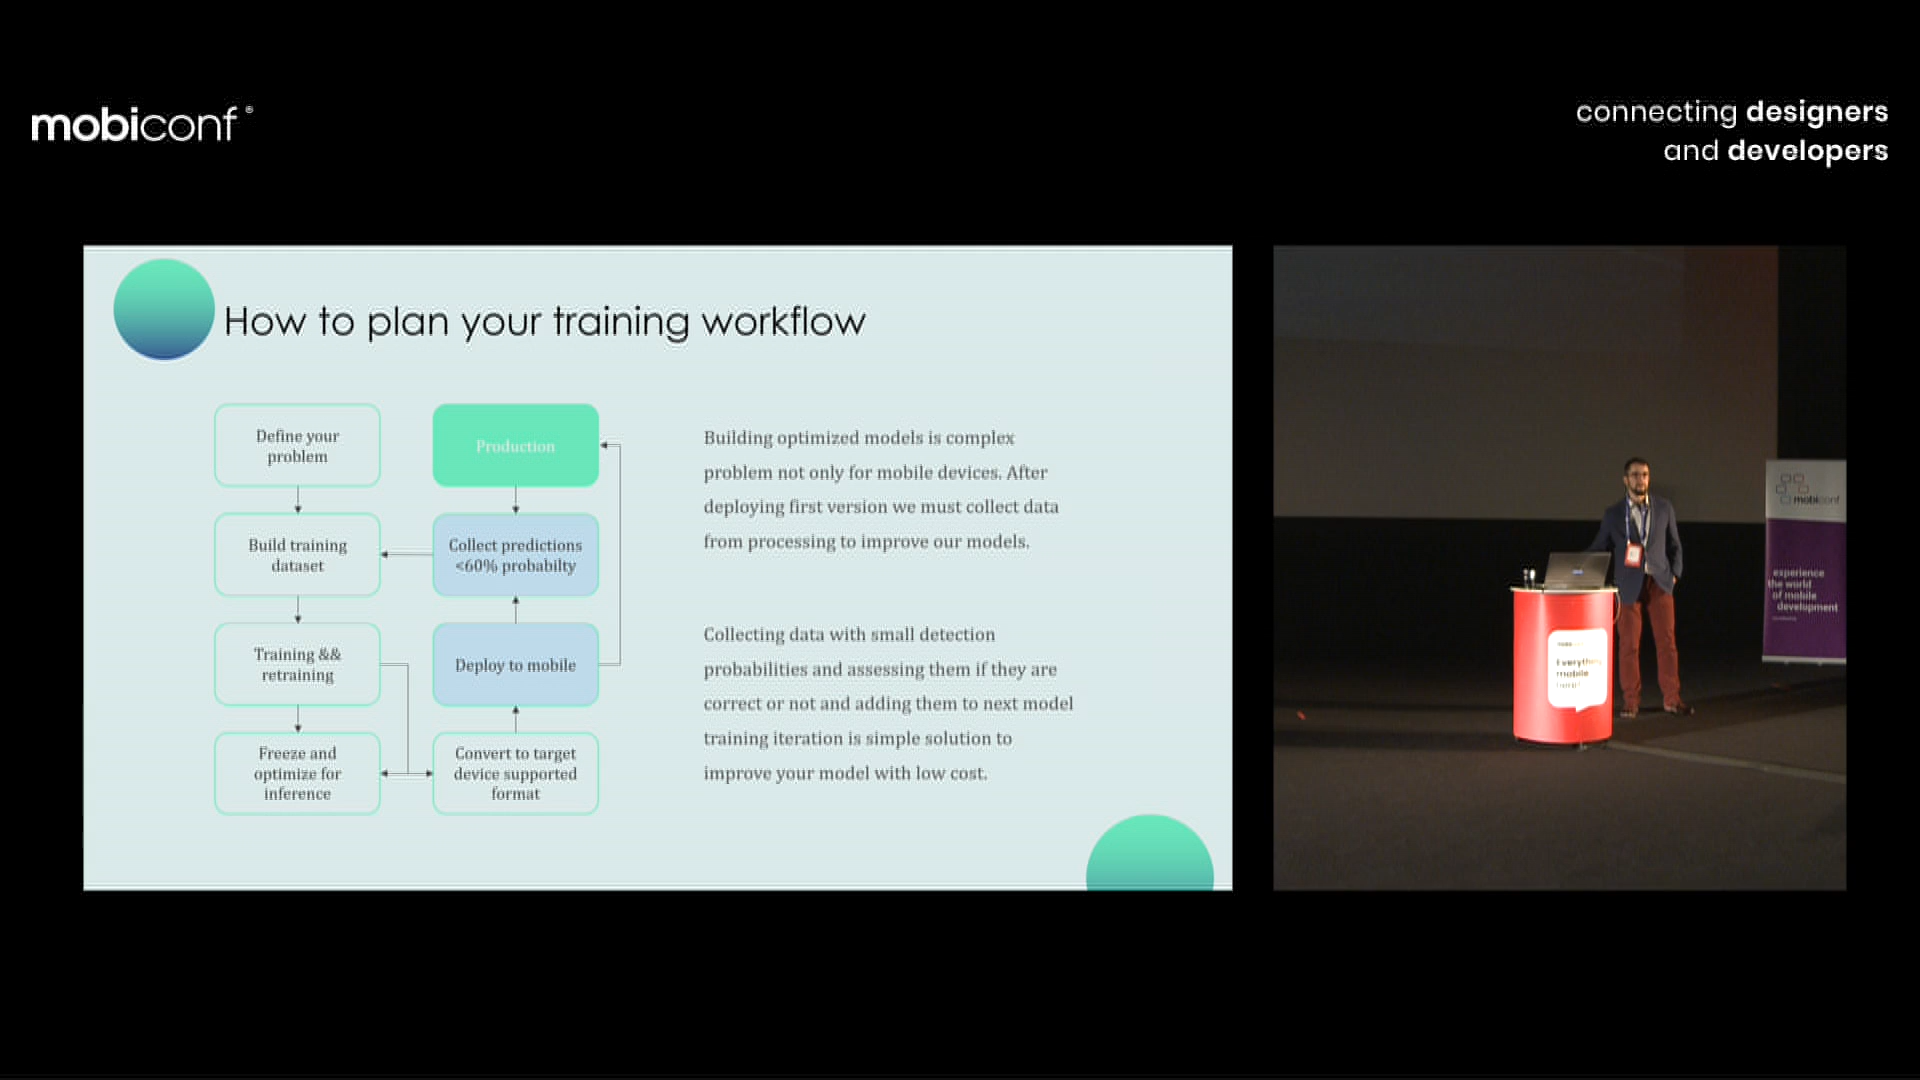 mobiconf®
connecting designers
and developers
How to plan your training workflow
Define your
problem
Build training
dataset
Training &&
retraining
Freeze and
optimize for
inference
Production
Collect predictions
<60% probabilty
Deploy to mobile
Convert to target
device supported
format
Building optimized models is complex
problem not only for mobile devices. After
deploying first version we must collect data
from processing to improve our models.
Collecting data with small detection
probabilities and assessing them if they are
correct or not and adding them to next model
training iteration is simple solution to
improve your model with low cost.
mobiconf
experience
the world
of mobile
development
mobile